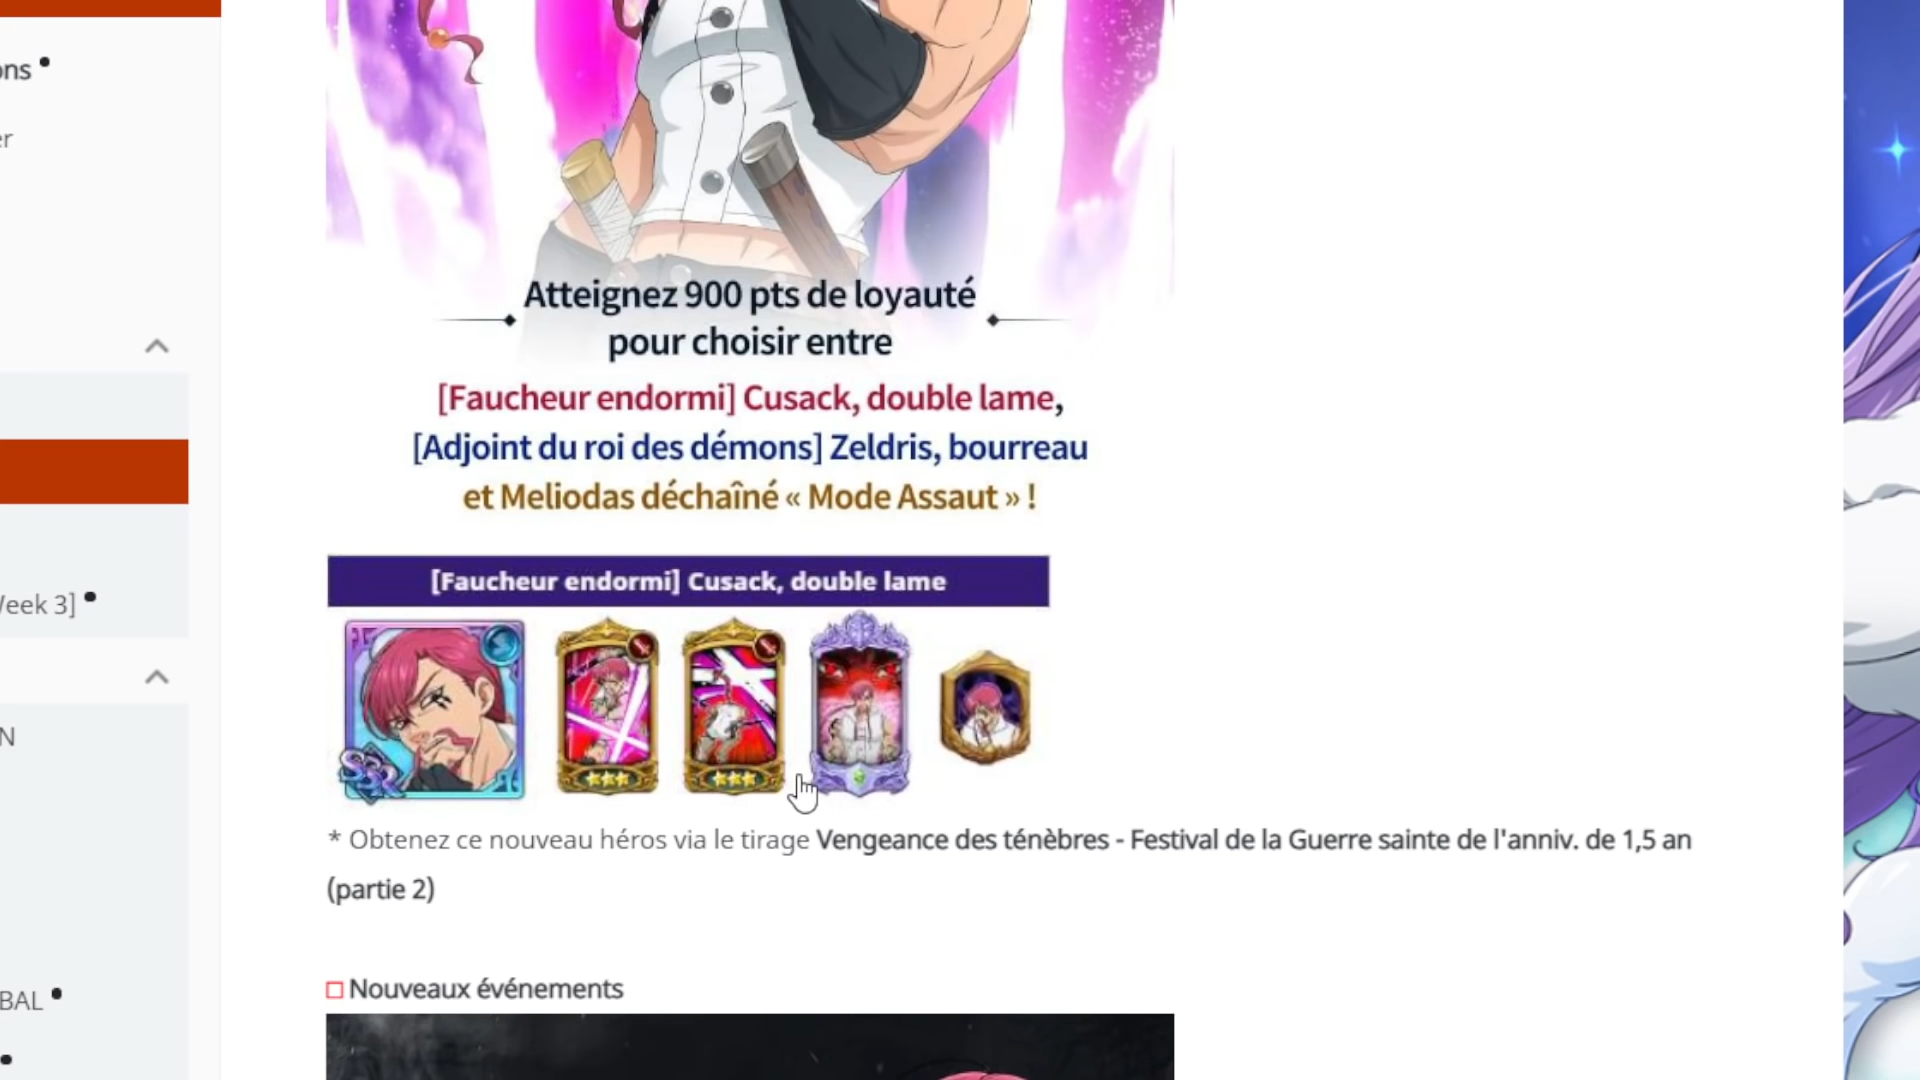 ons
er
Atteignez 900 pts de loyauté
pour choisir entre
[Faucheur endormi] Cusack, double lame,
[Adjoint du roi des démons] Zeldris, bourreau
et Meliodas déchaîné « Mode Assaut » !
[Faucheur endormi] Cusack, double lame
SSR
Week 3]
N
* Obtenez ce nouveau héros via le tirage Vengeance des ténèbres - Festival de la Guerre sainte de l'anniv. de 1,5 an
(partie 2)
□ Nouveaux événements
BAL